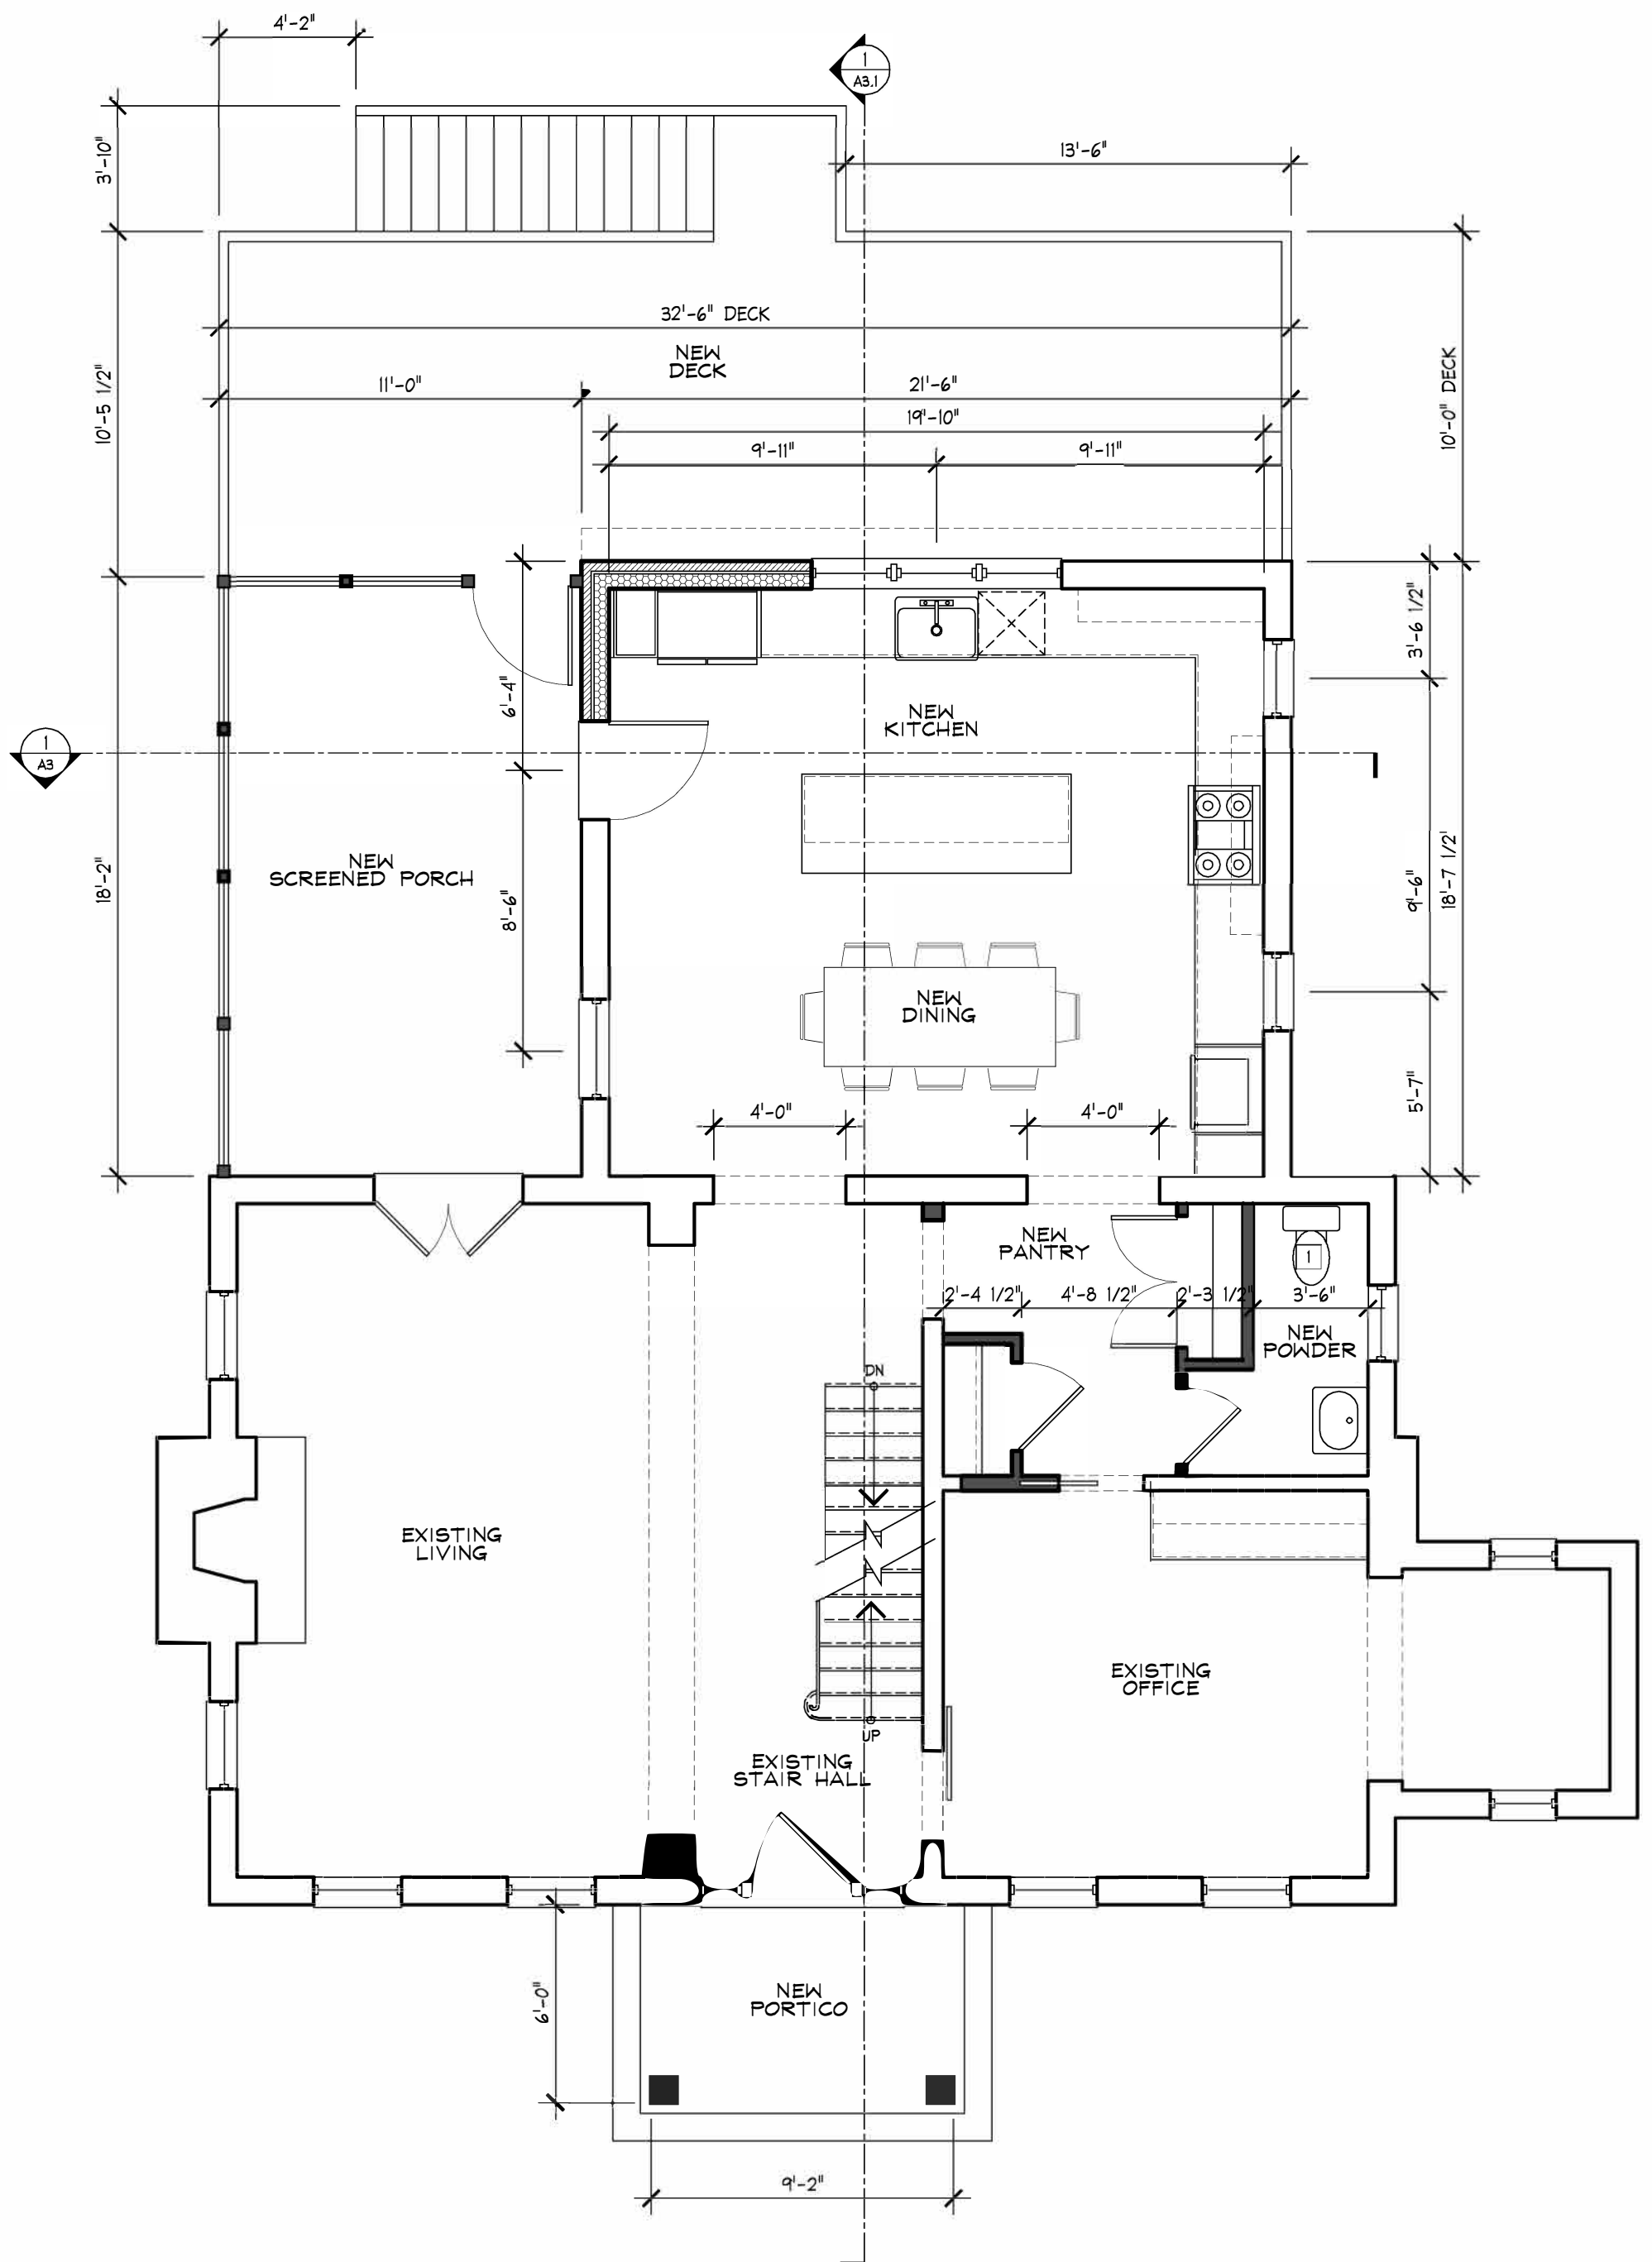 4'-2"
1
A3.1
3'-10"
13'-6"
32'-6" DECK
NEW
DECK
10'-5 1/2"
10'-0" DECK
11'-0"
21'-6"
19'-10"
9'-11"
9'-11"
3'-6 1/2"
6'-4"
NEW
KITCHEN
1
A3
NEW
SCREENED PORCH
18'-2"
8'-6"
9'-6"
18'-7 1/2'
NEW
DINING
5'-7"
4'-0"
4'-0"
NEW
PANTRY
1
2'-4 1/2"
4'-8 1/2"
2'-3 1/2"
3'-6"
NEW
POWDER
DN
EXISTING
LIVING
EXISTING
OFFICE
UP
EXISTING
STAIR HALL
NEW
PORTICO
6'-0"
9'-2"